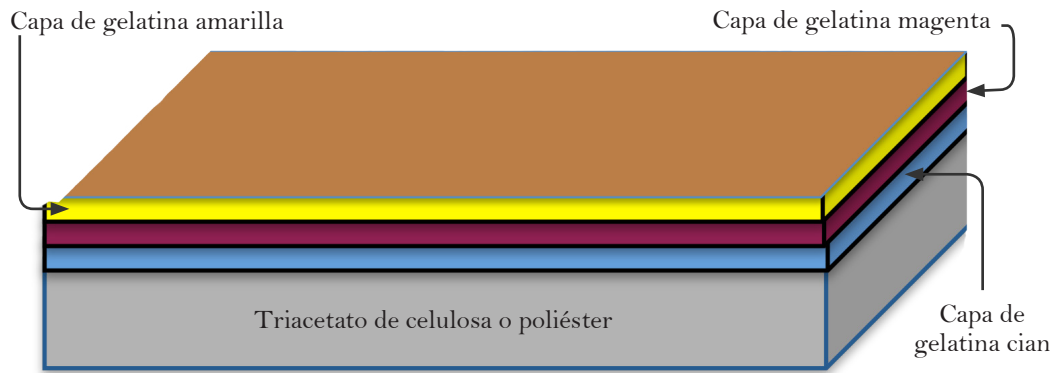 Capa de gelatina amarilla
Capa de gelatina magenta
Triacetato de celulosa o poliéster
Capa de
gelatina cian